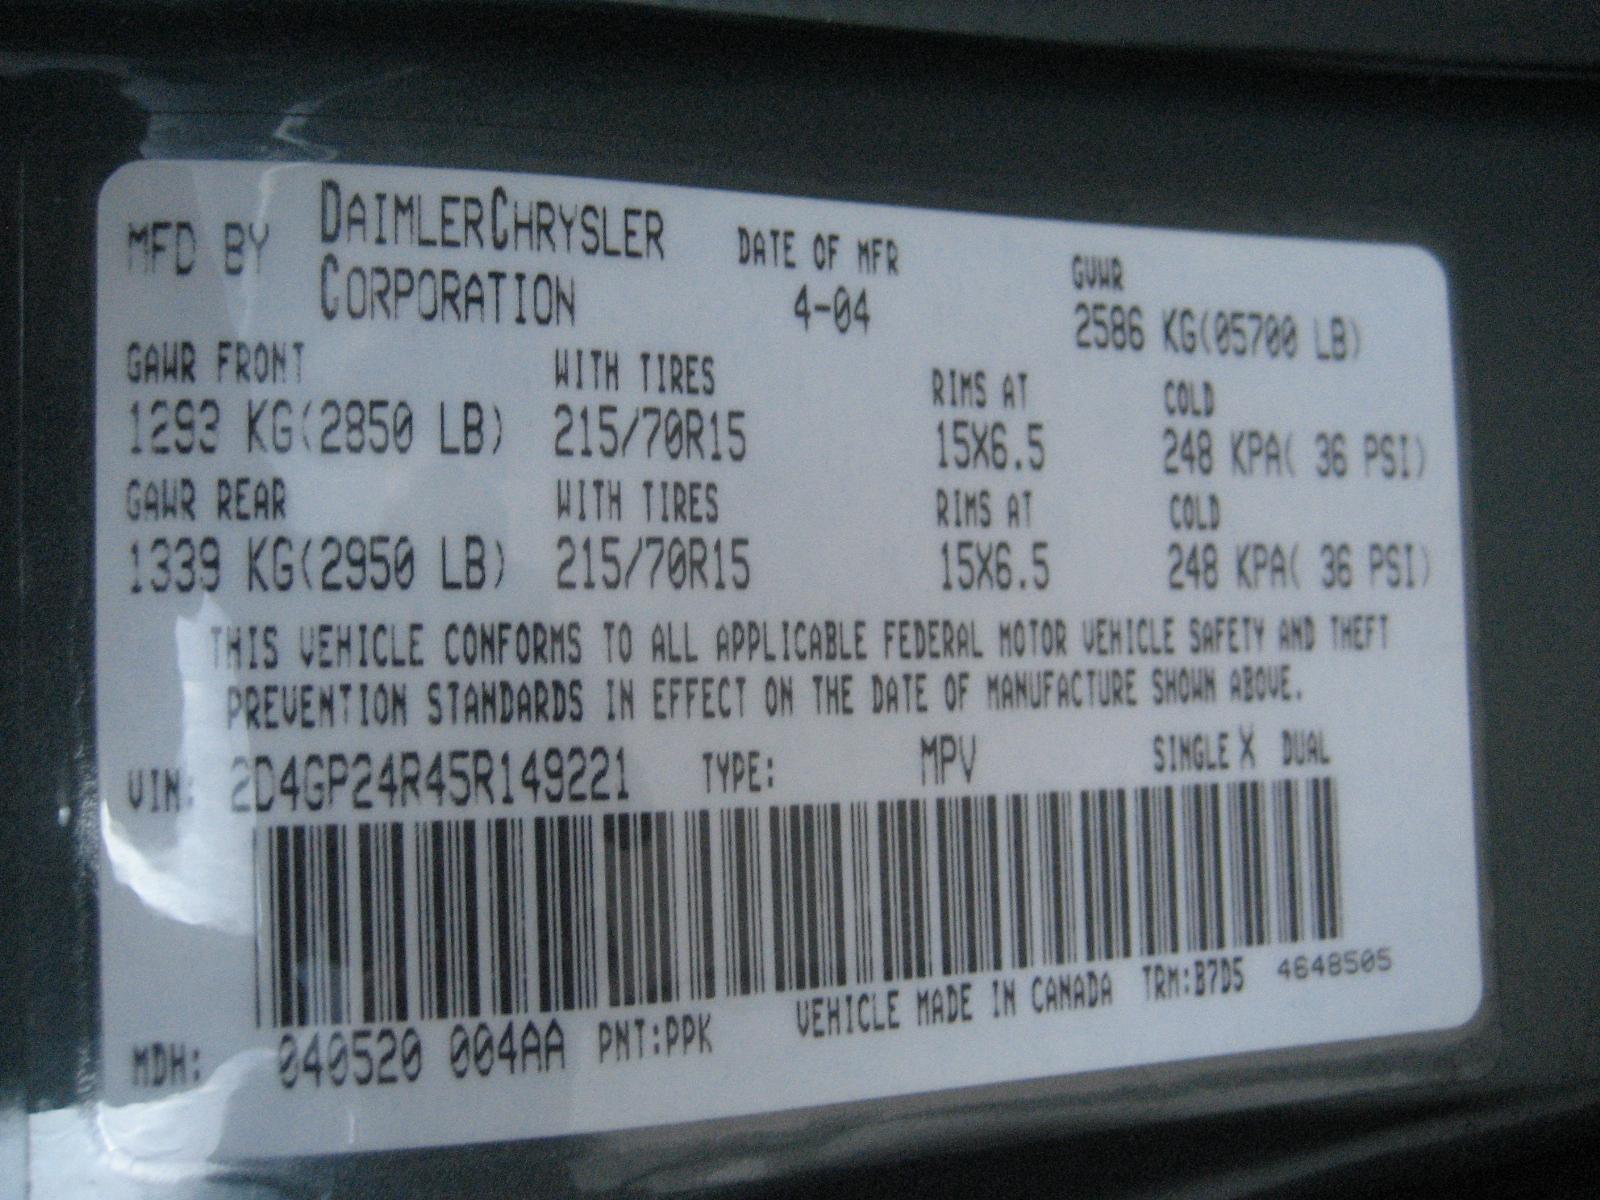 MFD BY DAIMLERCHRYSLER CORPORATION DATE OF MFR 4-04 GVWR
2586 KG(05700 LB)
GAWR FRONT WITH TIRES RIMS AT COLD
1293 KG(2850 LB) 215/70R15 15X6.5 248 KPA( 36 PSI)
GAWR REAR WITH TIRES RIMS AT COLD
1339 KG(2950 LB) 215/70R15 15X6.5 248 KPA( 36 PSI)
THIS VEHICLE CONFORMS TO ALL APPLICABLE FEDERAL MOTOR VEHICLE SAFETY AND THEFT
PREVENTION STANDARDS IN EFFECT ON THE DATE OF MANUFACTURE SHOWN ABOVE.
VIN: 2D4GP24R45R149221 TYPE: MPV SINGLE X DUAL
MDH: 040520 004AA PNT:PPK VEHICLE MADE IN CANADA TRM:B7D5 4648505